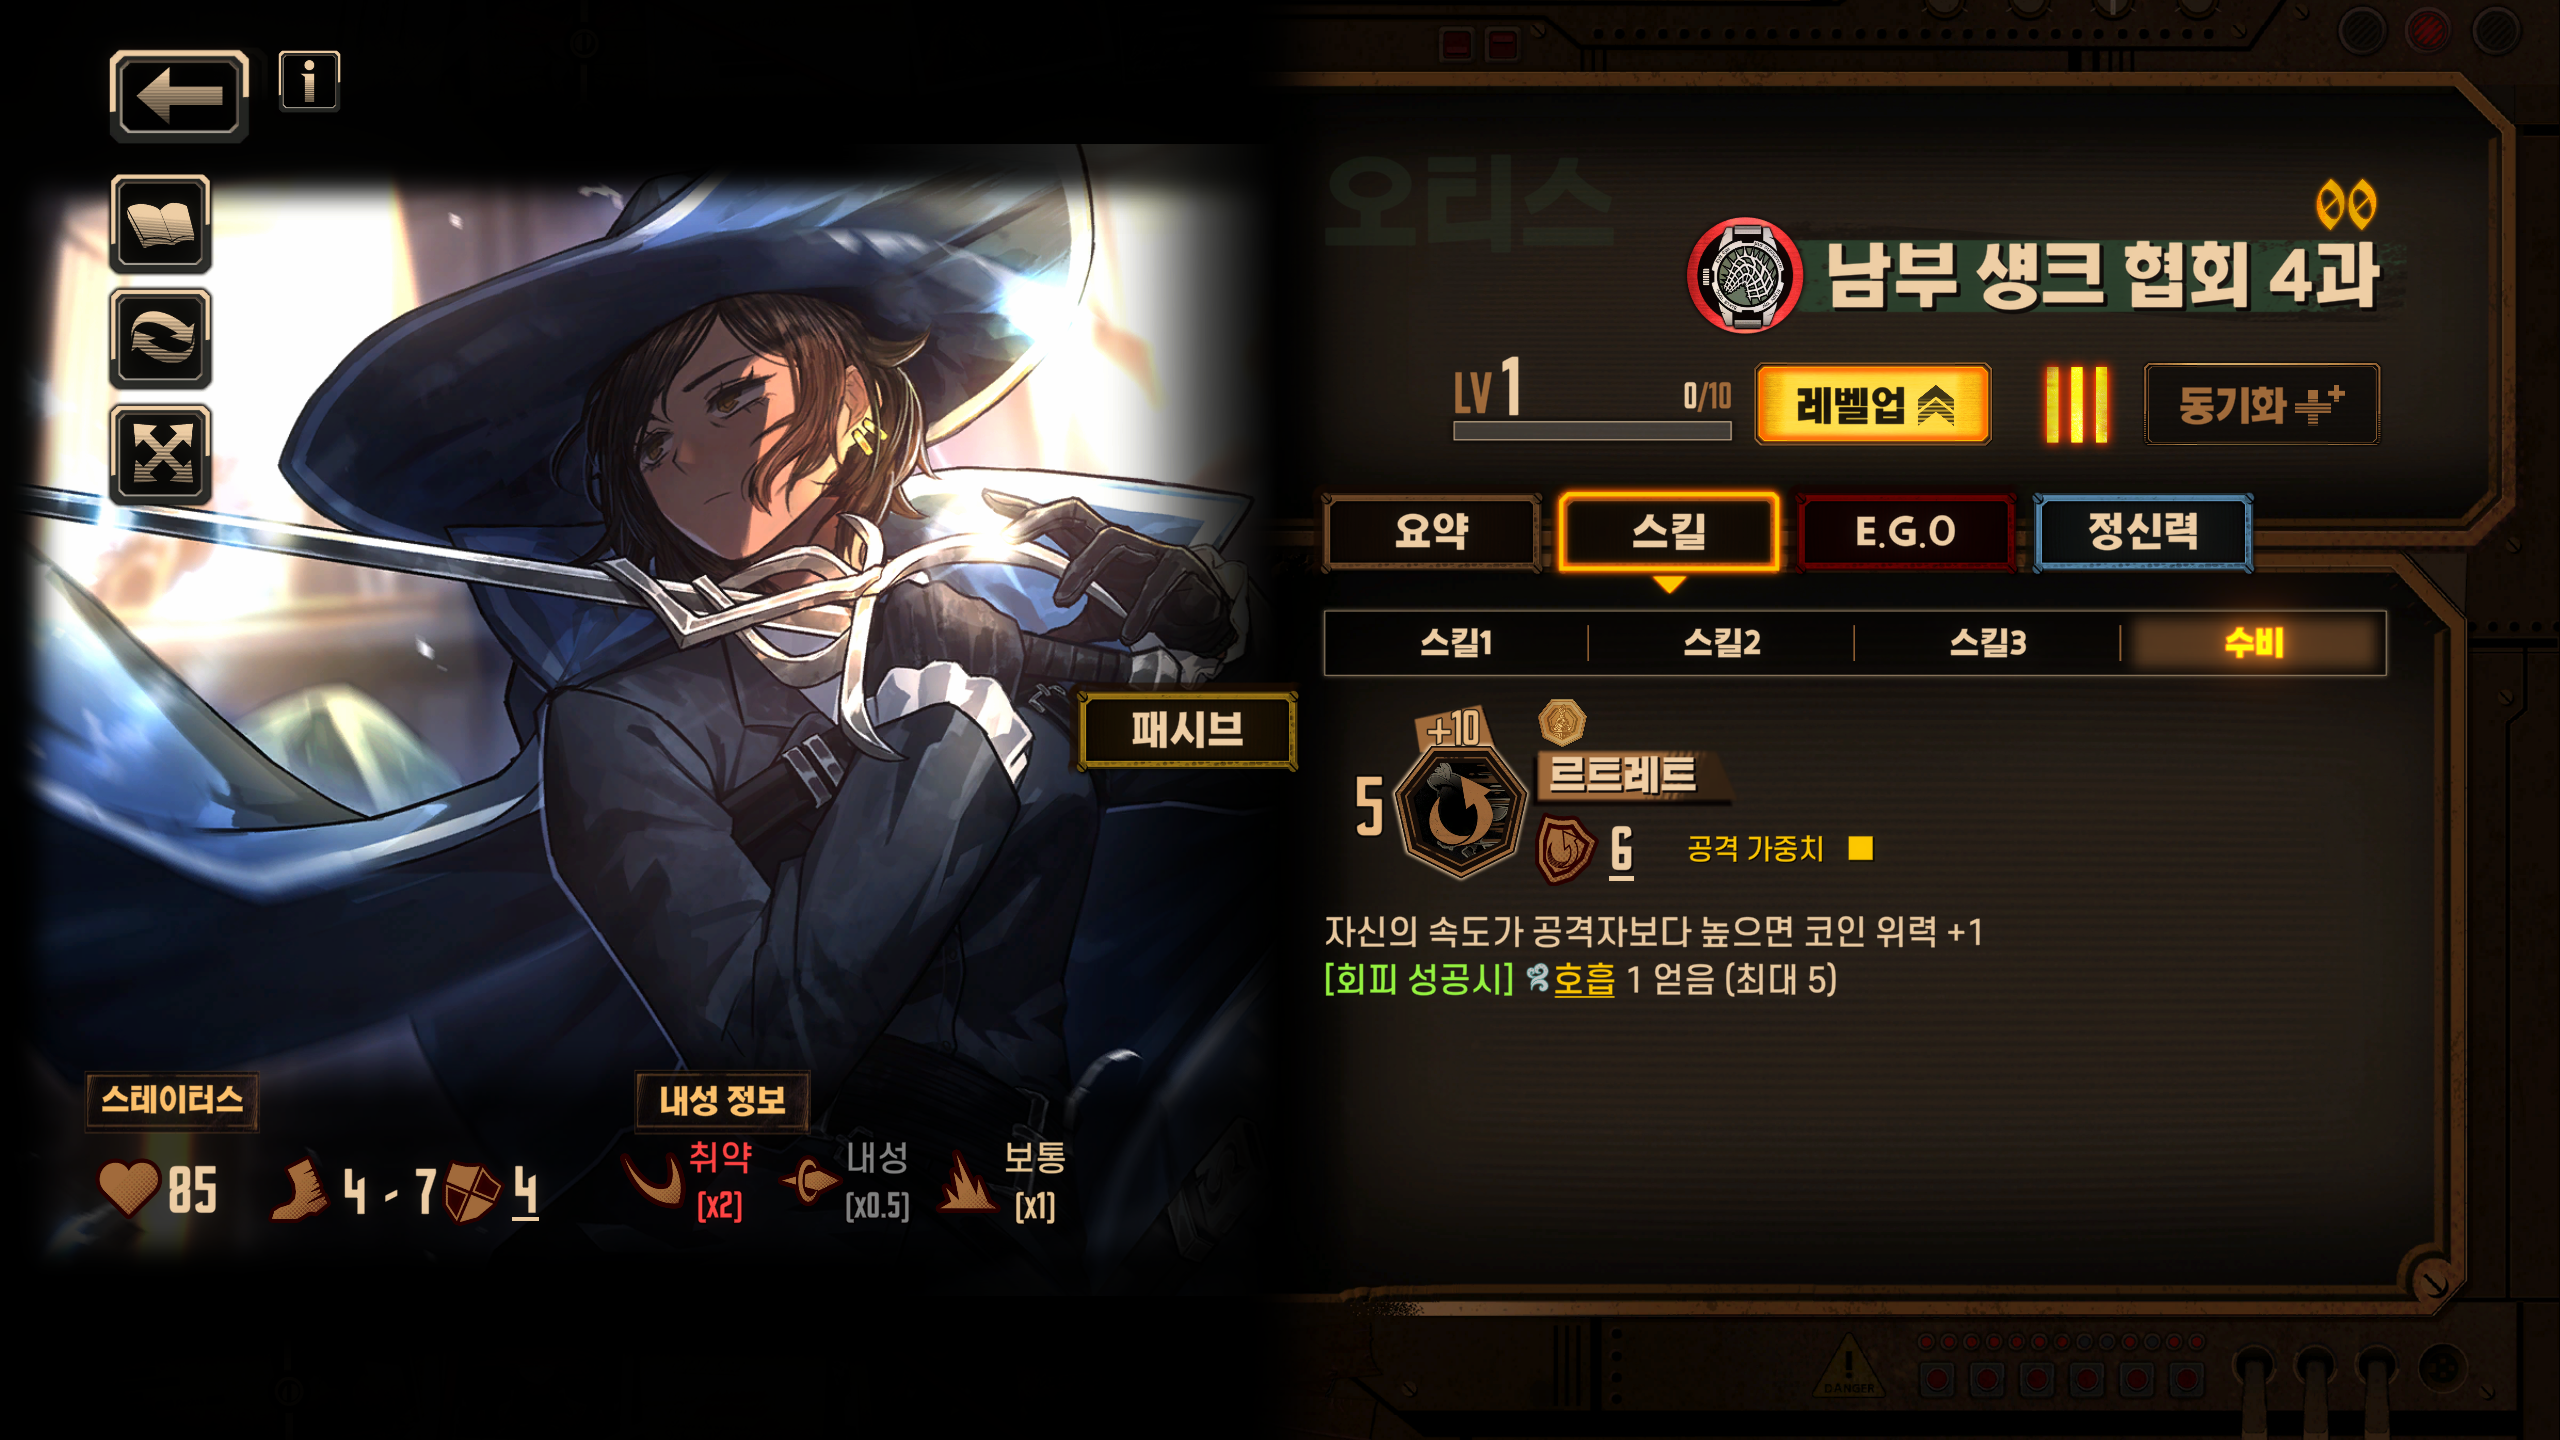 오티스
남부 섕크 협회 4과
LV 1
0/10
레벨업
동기화
요약
스킬
E.G.O
정신력
스킬1
스킬2
스킬3
수비
패시브
+10
5
르트레트
6
공격 가중치
자신의 속도가 공격자보다 높으면 코인 위력 +1
[회피 성공시] 호흡 1 얻음 (최대 5)
스테이터스
85
4 - 7
4
내성 정보
취약
[x2]
내성
[x0.5]
보통
[x1]
DANGER